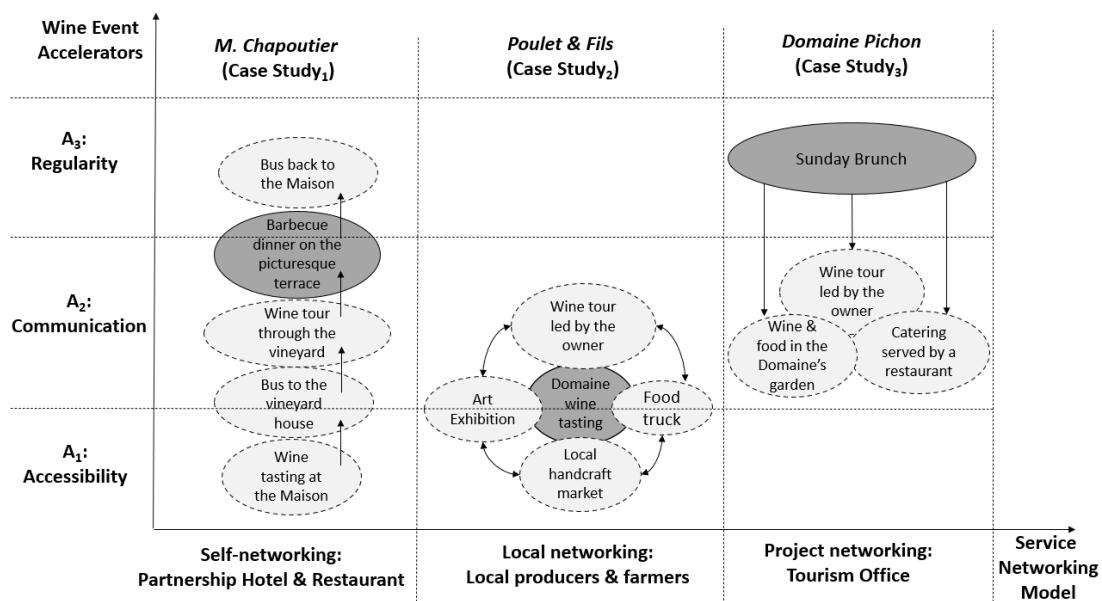 Wine Event
Accelerators
M. Chapoutier
(Case Study₁)
Poulet & Fils
(Case Study₂)
Domaine Pichon
(Case Study₃)
A₃:
Regularity
Bus back to
the Maison
Sunday Brunch
Barbecue
dinner on the
picturesque
terrace
A₂:
Communication
Wine tour
through the
vineyard
Bus to the
vineyard
house
Wine tour
led by the
owner
Art
Exhibition
Domaine
wine
tasting
Food
truck
Wine tour
led by the
owner
Wine &
food in the
Domaine's
garden
Catering
served by a
restaurant
A₁:
Accessibility
Wine
tasting at
the Maison
Local
handcraft
market
Self-networking:
Partnership Hotel & Restaurant
Local networking:
Local producers & farmers
Project networking:
Tourism Office
Service
Networking
Model